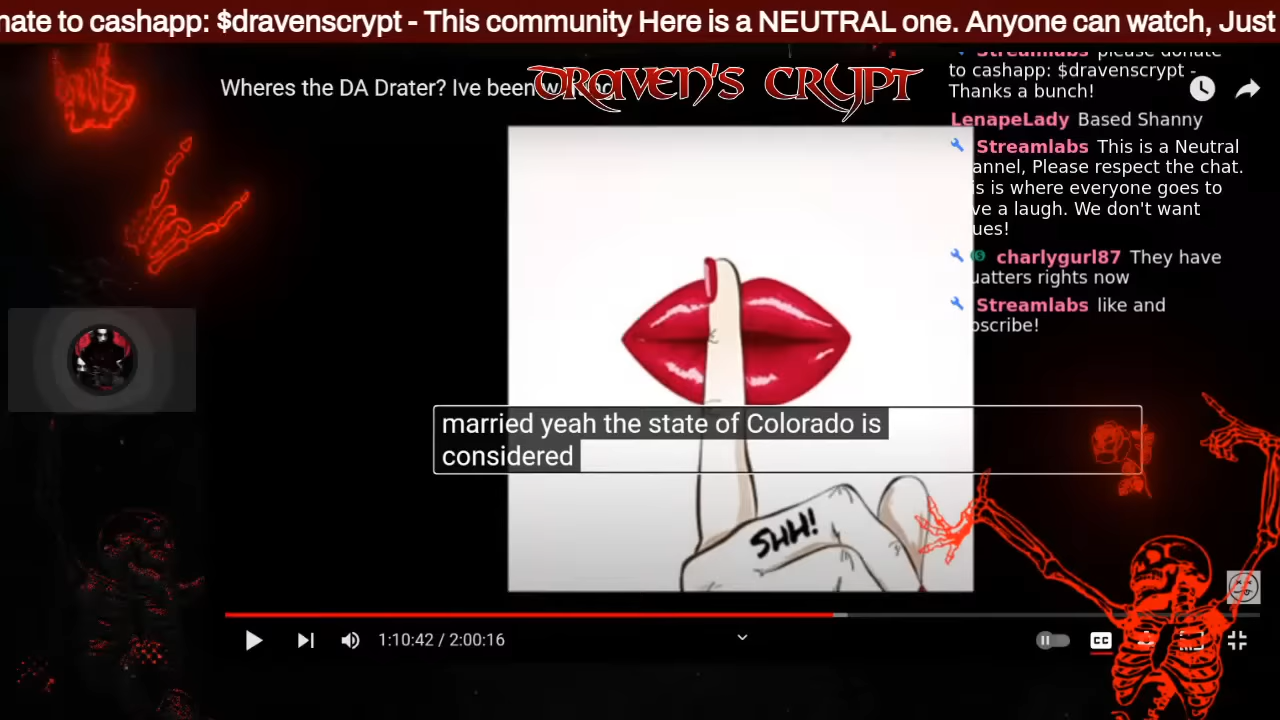 nate to cashapp: $dravenscrypt - This community Here is a NEUTRAL one. Anyone can watch, Just
Wheres the DA Drater? Ive been
DRAVEN'S CRYPT
Streamlabs please donate
to cashapp: $dravenscrypt -
Thanks a bunch!
LenapeLady Based Shanny
Streamlabs This is a Neutral
annel, Please respect the chat.
is is where everyone goes to
ve a laugh. We don't want
ues!
charlygurl87 They have
uatters rights now
Streamlabs like and
oscribe!
married yeah the state of Colorado is
considered
SHH!
1:10:42 / 2:00:16
CC